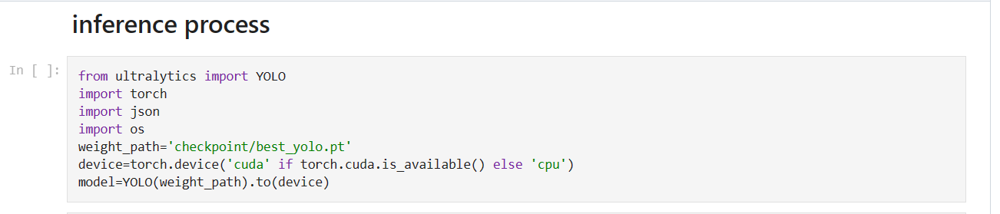 inference process
In [ ]:
from ultralytics import YOLO
import torch
import json
import os
weight_path='checkpoint/best_yolo.pt'
device=torch.device('cuda' if torch.cuda.is_available() else 'cpu')
model=YOLO(weight_path).to(device)